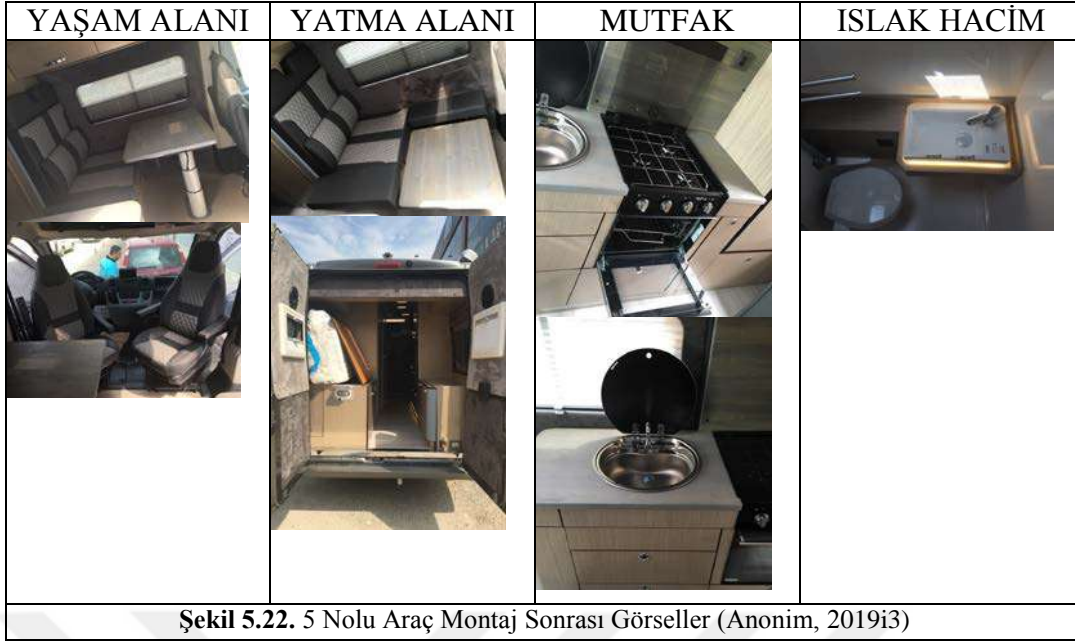 YAŞAM ALANI
YATMA ALANI
MUTFAK
ISLAK HACİM
Şekil 5.22. 5 Nolu Araç Montaj Sonrası Görseller (Anonim, 2019i3)